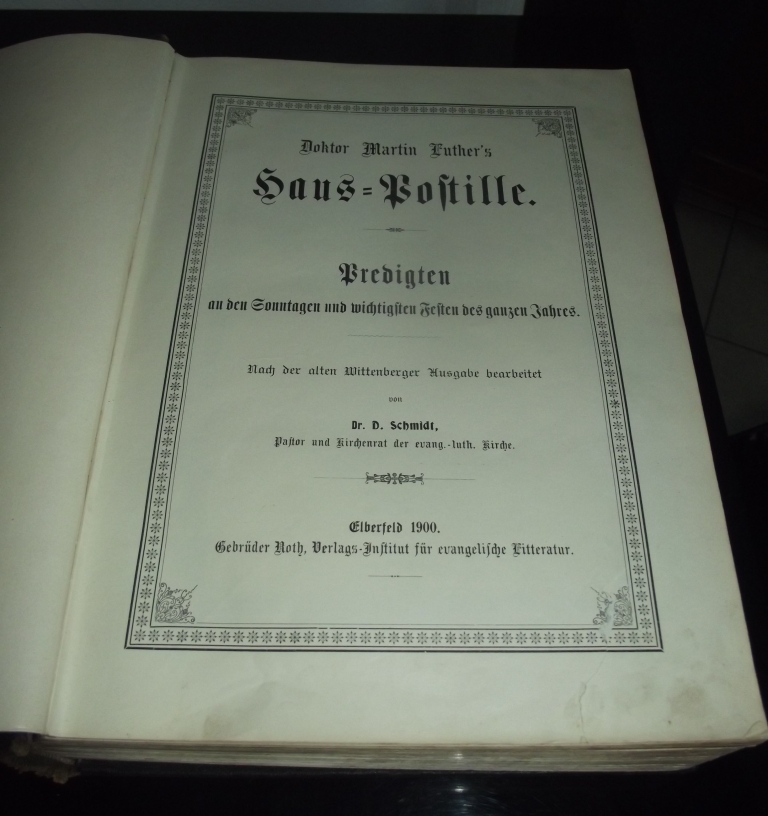 Doktor Martin Luther's
Haus=Poſtille.
Predigten
an den Sonntagen und wichtigſten Feſten des ganzen Jahres.
Nach der alten Wittenberger Ausgabe bearbeitet
von
Dr. D. Schmidt,
Paſtor und Kirchenrat der evang.-luth. Kirche.
Elberfeld 1900.
Gebrüder Roth, Verlags-Inſtitut für evangeliſche Litteratur.